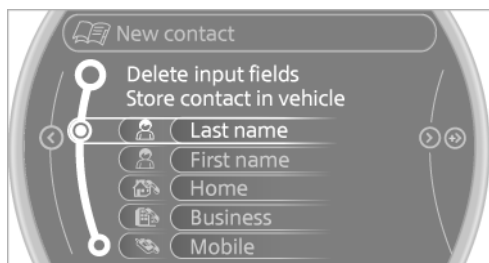 New contact
Delete input fields
Store contact in vehicle
Last name
First name
Home
Business
Mobile